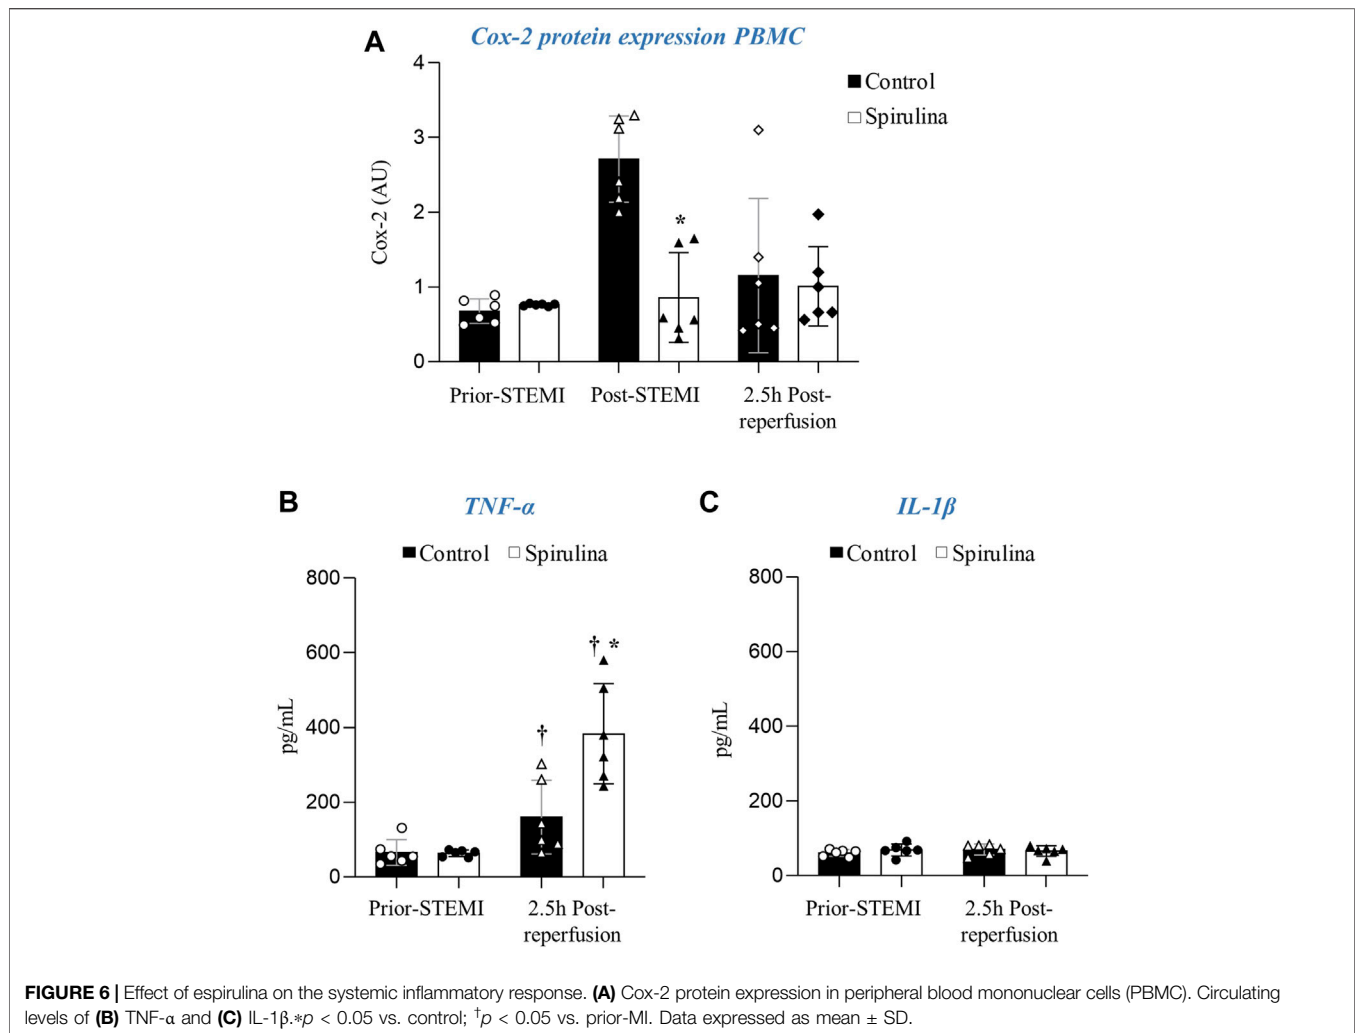 A
Cox-2 protein expression PBMC
4
3
2
1
0
Cox-2 (AU)
Control
Spirulina
*
Prior-STEMI
Post-STEMI
2.5h Post-
reperfusion
B
TNF-α
Control
Spirulina
800
600
400
200
0
pg/mL
†
† *
Prior-STEMI
2.5h Post-
reperfusion
C
IL-1β
Control
Spirulina
800
600
400
200
0
pg/mL
Prior-STEMI
2.5h Post-
reperfusion
FIGURE 6 | Effect of espirulina on the systemic inflammatory response. (A) Cox-2 protein expression in peripheral blood mononuclear cells (PBMC). Circulating
levels of (B) TNF-α and (C) IL-1β.∗p < 0.05 vs. control; †p < 0.05 vs. prior-MI. Data expressed as mean ± SD.